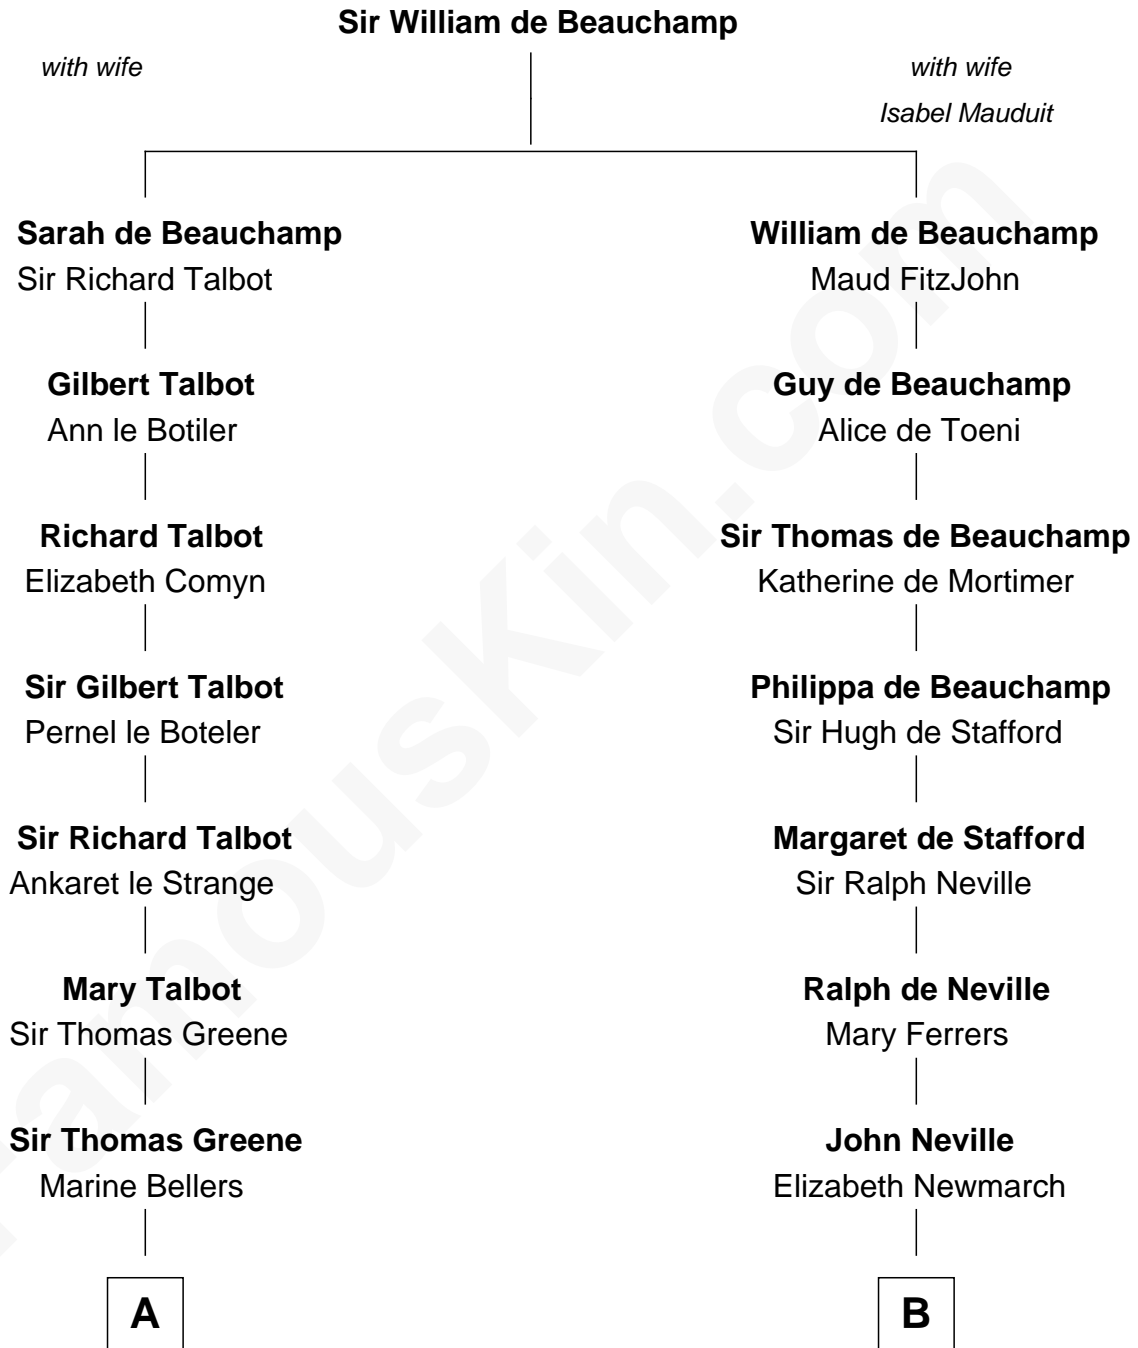 Sir William de Beauchamp
with wife
with wife
Isabel Mauduit
Sarah de Beauchamp
Sir Richard Talbot
William de Beauchamp
Maud FitzJohn
Gilbert Talbot
Ann le Botiler
Guy de Beauchamp
Alice de Toeni
Richard Talbot
Elizabeth Comyn
Sir Thomas de Beauchamp
Katherine de Mortimer
Sir Gilbert Talbot
Pernel le Boteler
Philippa de Beauchamp
Sir Hugh de Stafford
Sir Richard Talbot
Ankaret le Strange
Margaret de Stafford
Sir Ralph Neville
Mary Talbot
Sir Thomas Greene
Ralph de Neville
Mary Ferrers
Sir Thomas Greene
Marine Bellers
John Neville
Elizabeth Newmarch
A
B
FamousKin.com